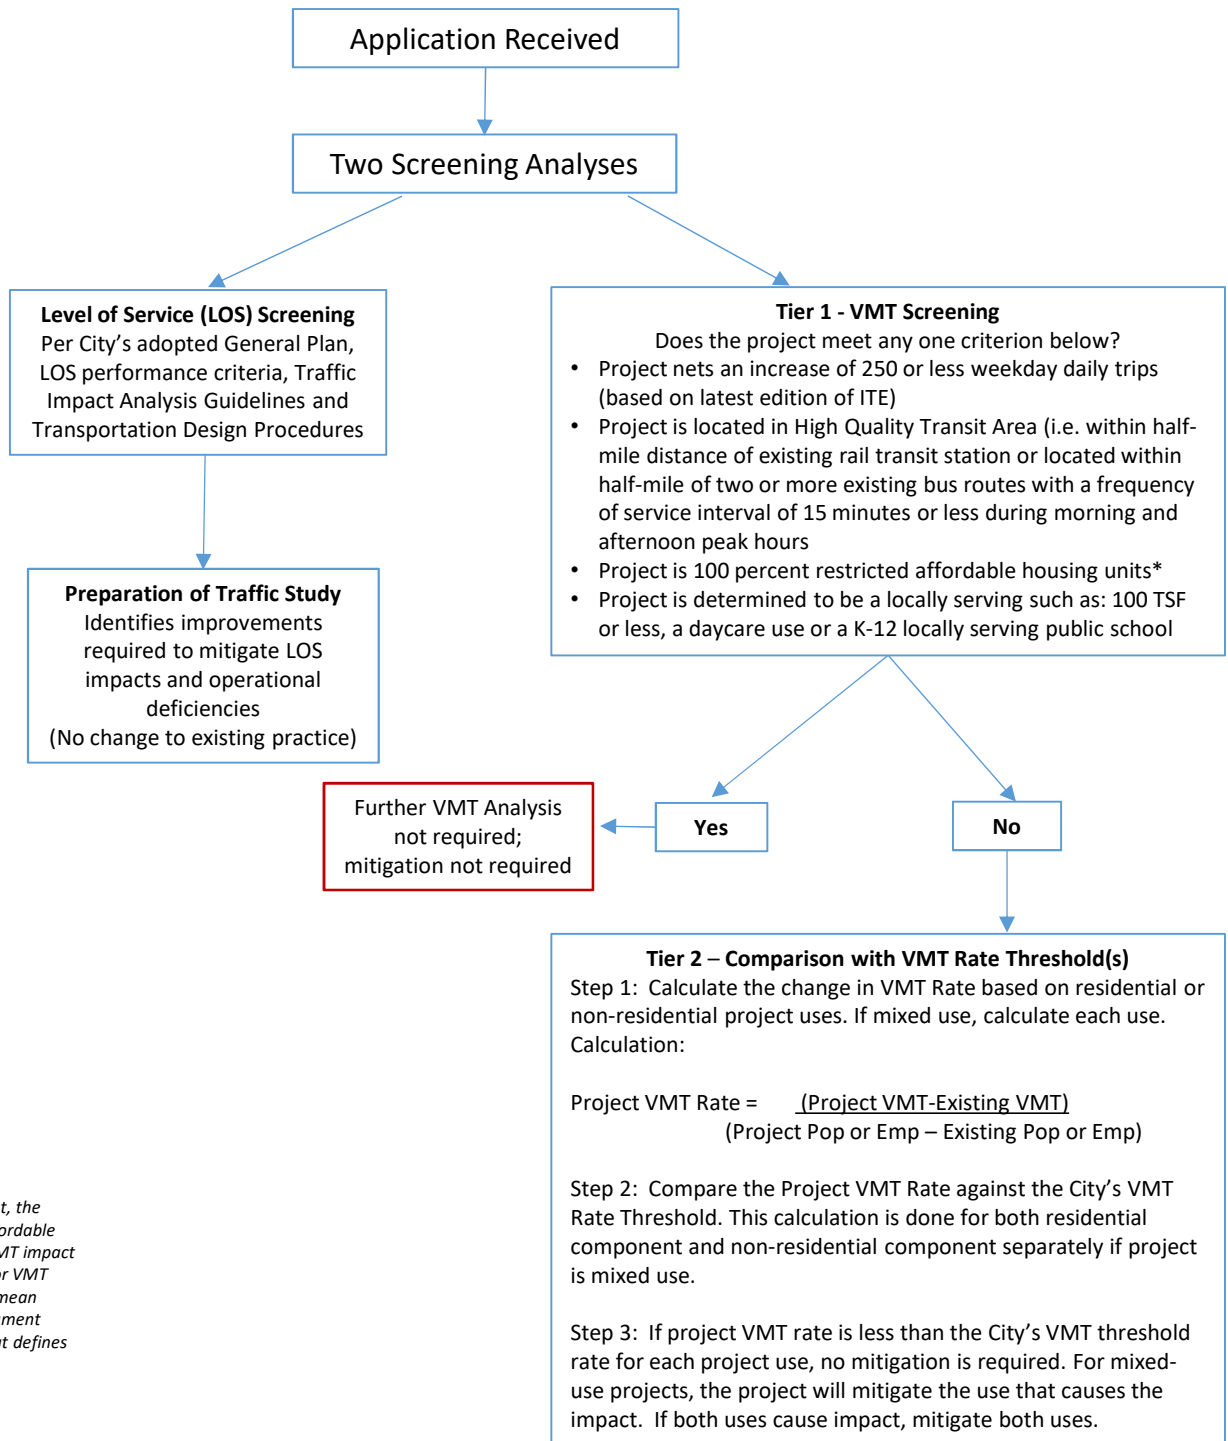 Application Received
Two Screening Analyses
Level of Service (LOS) Screening
Per City's adopted General Plan,
LOS performance criteria, Traffic
Impact Analysis Guidelines and
Transportation Design Procedures
Tier 1 - VMT Screening
Does the project meet any one criterion below?
• Project nets an increase of 250 or less weekday daily trips
(based on latest edition of ITE)
• Project is located in High Quality Transit Area (i.e. within half-
mile distance of existing rail transit station or located within
half-mile of two or more existing bus routes with a frequency
of service interval of 15 minutes or less during morning and
afternoon peak hours
• Project is 100 percent restricted affordable housing units*
• Project is determined to be a locally serving such as: 100 TSF
or less, a daycare use or a K-12 locally serving public school
Preparation of Traffic Study
Identifies improvements
required to mitigate LOS
impacts and operational
deficiencies
(No change to existing practice)
Further VMT Analysis
not required;
mitigation not required
Yes
No
Tier 2 – Comparison with VMT Rate Threshold(s)
Step 1: Calculate the change in VMT Rate based on residential or
non-residential project uses. If mixed use, calculate each use.
Calculation:
Project VMT Rate = (Project VMT-Existing VMT)
(Project Pop or Emp – Existing Pop or Emp)
Step 2: Compare the Project VMT Rate against the City's VMT
Rate Threshold. This calculation is done for both residential
component and non-residential component separately if project
is mixed use.
Step 3: If project VMT rate is less than the City's VMT threshold
rate for each project use, no mitigation is required. For mixed-
use projects, the project will mitigate the use that causes the
impact. If both uses cause impact, mitigate both uses.
t, the
ordable
MT impact
or VMT
mean
ment
at defines